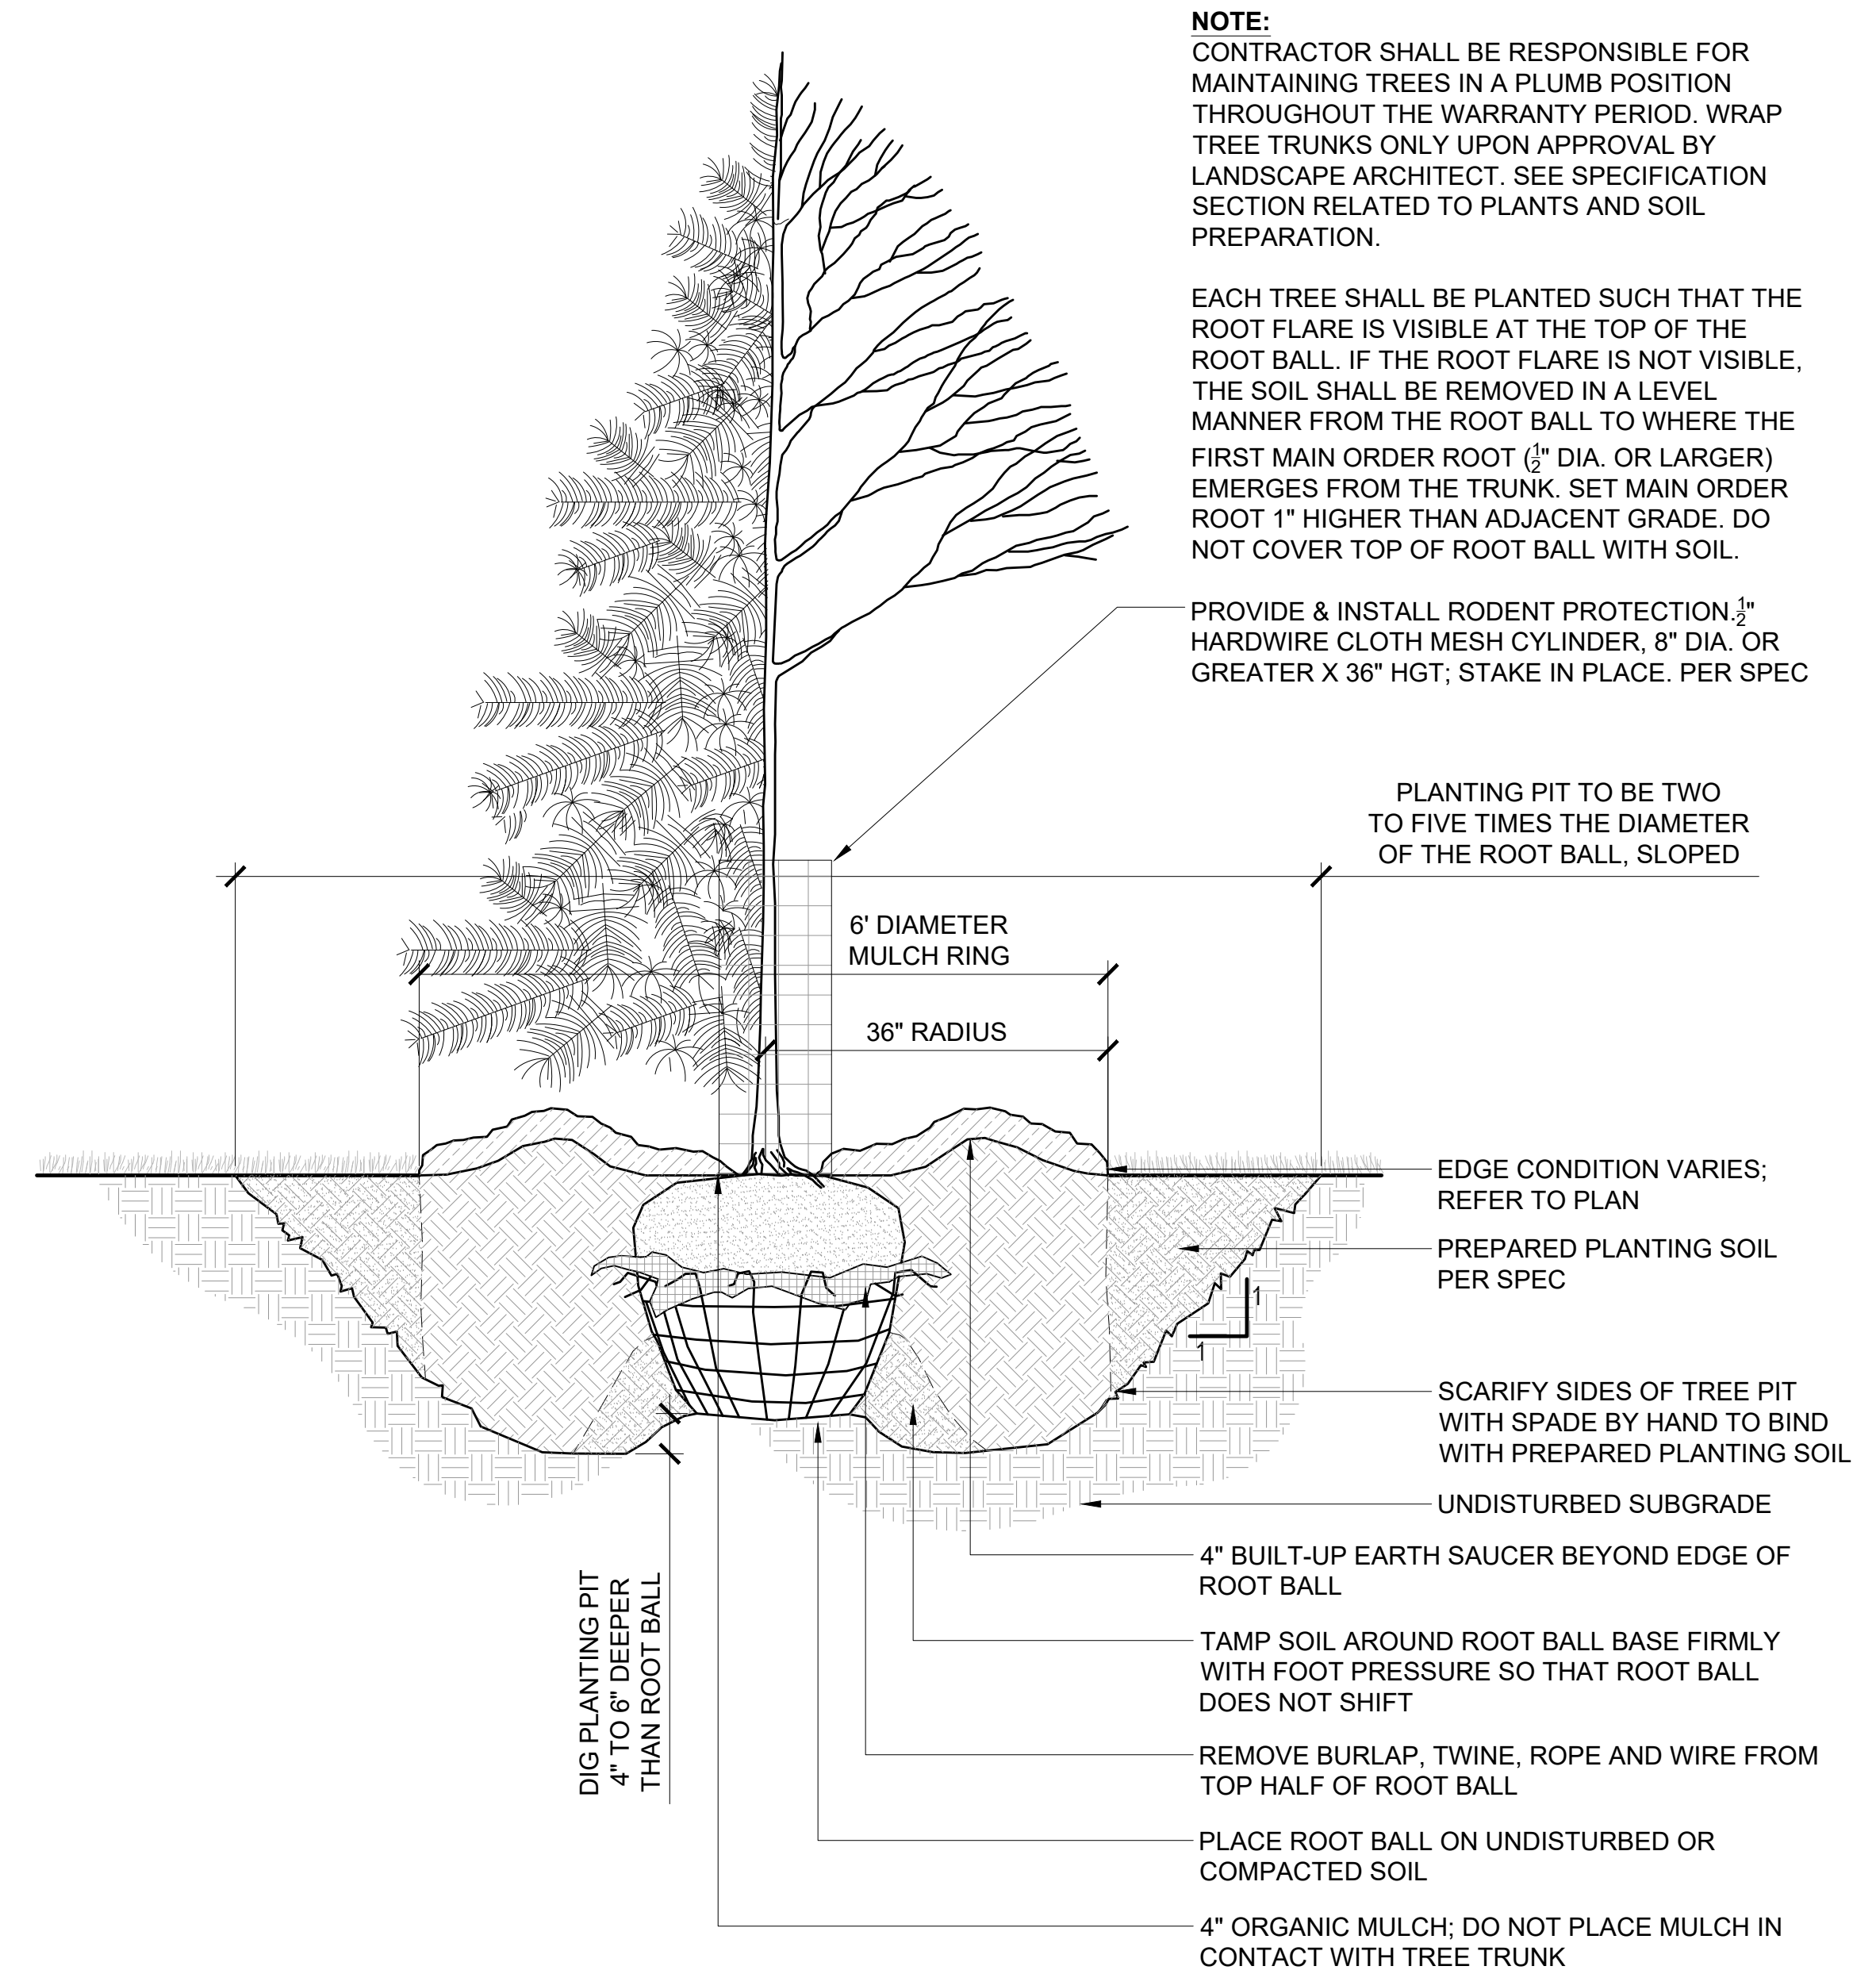 NOTE:
CONTRACTOR SHALL BE RESPONSIBLE FOR
MAINTAINING TREES IN A PLUMB POSITION
THROUGHOUT THE WARRANTY PERIOD. WRAP
TREE TRUNKS ONLY UPON APPROVAL BY
LANDSCAPE ARCHITECT. SEE SPECIFICATION
SECTION RELATED TO PLANTS AND SOIL
PREPARATION.
EACH TREE SHALL BE PLANTED SUCH THAT THE
ROOT FLARE IS VISIBLE AT THE TOP OF THE
ROOT BALL. IF THE ROOT FLARE IS NOT VISIBLE,
THE SOIL SHALL BE REMOVED IN A LEVEL
MANNER FROM THE ROOT BALL TO WHERE THE
FIRST MAIN ORDER ROOT (½" DIA. OR LARGER)
EMERGES FROM THE TRUNK. SET MAIN ORDER
ROOT 1" HIGHER THAN ADJACENT GRADE. DO
NOT COVER TOP OF ROOT BALL WITH SOIL.
PROVIDE & INSTALL RODENT PROTECTION.½"
HARDWIRE CLOTH MESH CYLINDER, 8" DIA. OR
GREATER X 36" HGT; STAKE IN PLACE. PER SPEC
PLANTING PIT TO BE TWO
TO FIVE TIMES THE DIAMETER
OF THE ROOT BALL, SLOPED
6' DIAMETER
MULCH RING
36" RADIUS
EDGE CONDITION VARIES;
REFER TO PLAN
PREPARED PLANTING SOIL
PER SPEC
1
1
SCARIFY SIDES OF TREE PIT
WITH SPADE BY HAND TO BIND
WITH PREPARED PLANTING SOIL
UNDISTURBED SUBGRADE
4" BUILT-UP EARTH SAUCER BEYOND EDGE OF
ROOT BALL
TAMP SOIL AROUND ROOT BALL BASE FIRMLY
WITH FOOT PRESSURE SO THAT ROOT BALL
DOES NOT SHIFT
REMOVE BURLAP, TWINE, ROPE AND WIRE FROM
TOP HALF OF ROOT BALL
PLACE ROOT BALL ON UNDISTURBED OR
COMPACTED SOIL
4" ORGANIC MULCH; DO NOT PLACE MULCH IN
CONTACT WITH TREE TRUNK
DIG PLANTING PIT
4" TO 6" DEEPER
THAN ROOT BALL